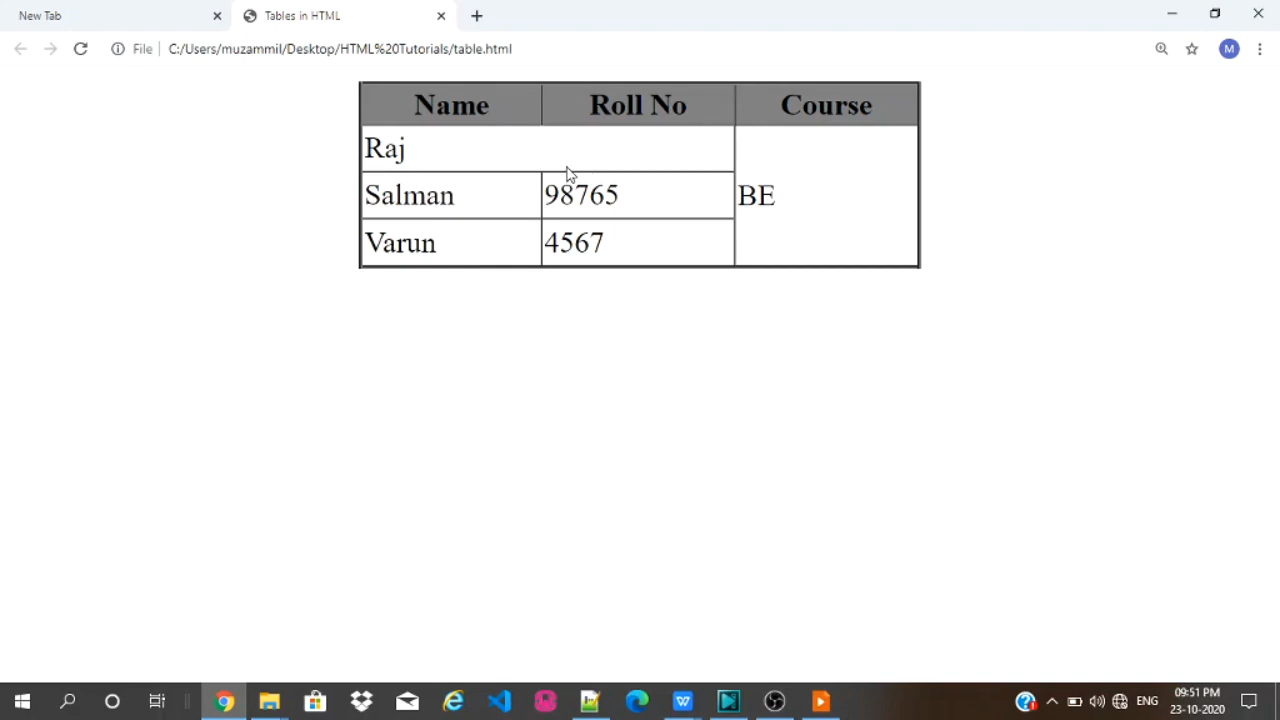 New Tab
Tables in HTML
File
C:/Users/muzammil/Desktop/HTML%20Tutorials/table.html
M
Name Roll No Course
Raj
Salman 98765 BE
Varun 4567
ENG
09:51 PM
23-10-2020